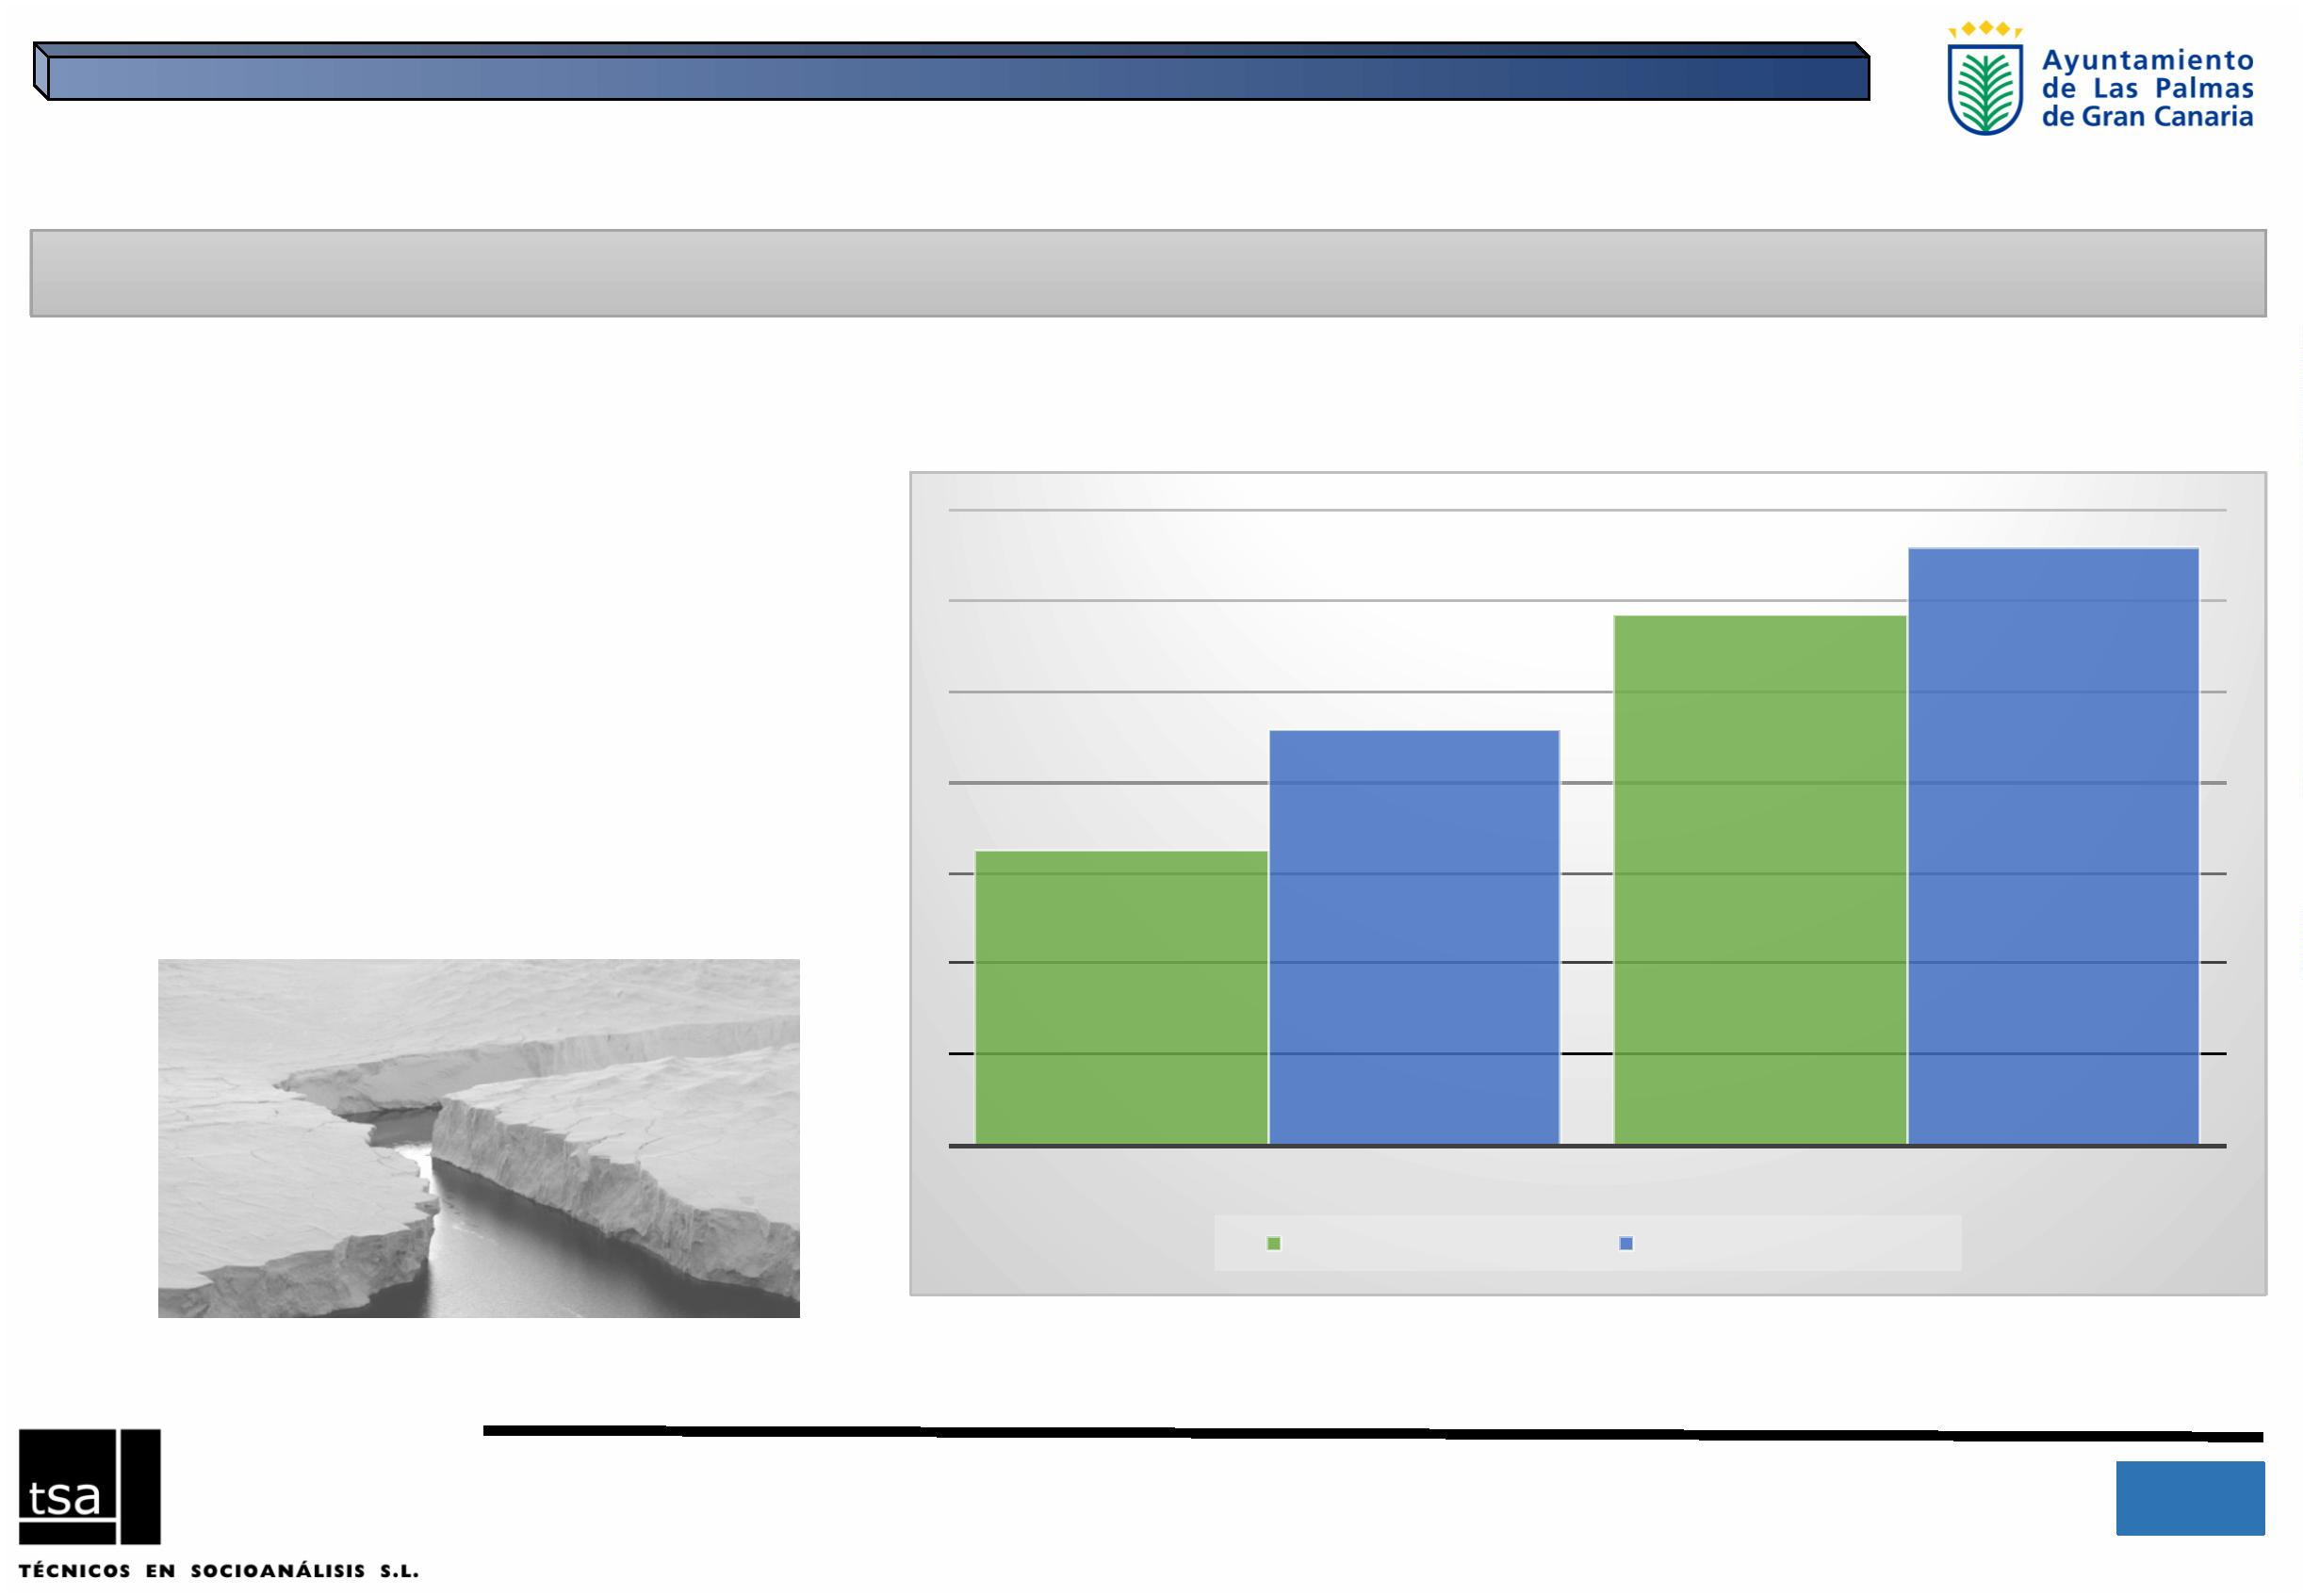 Ayuntamiento
de Las Palmas
de Gran Canaria
tsa
TÉCNICOS EN SOCIOANÁLISIS S.L.